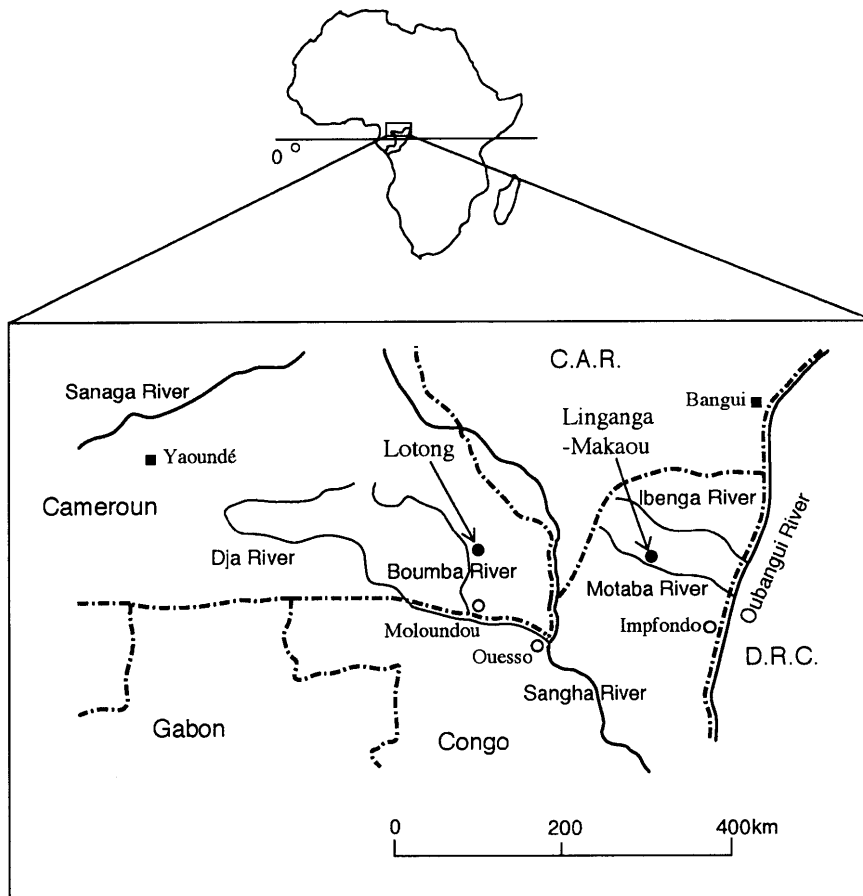 0°
C.A.R.
Sanaga River
Bangui
Linganga
-Makaou
Lotong
Yaoundé
Cameroun
Ibenga River
Oubangui River
Dja River
Boumba River
Motaba River
Moloundou
Impfondo
Ouesso
D.R.C.
Sangha River
Gabon
Congo
0
200
400km